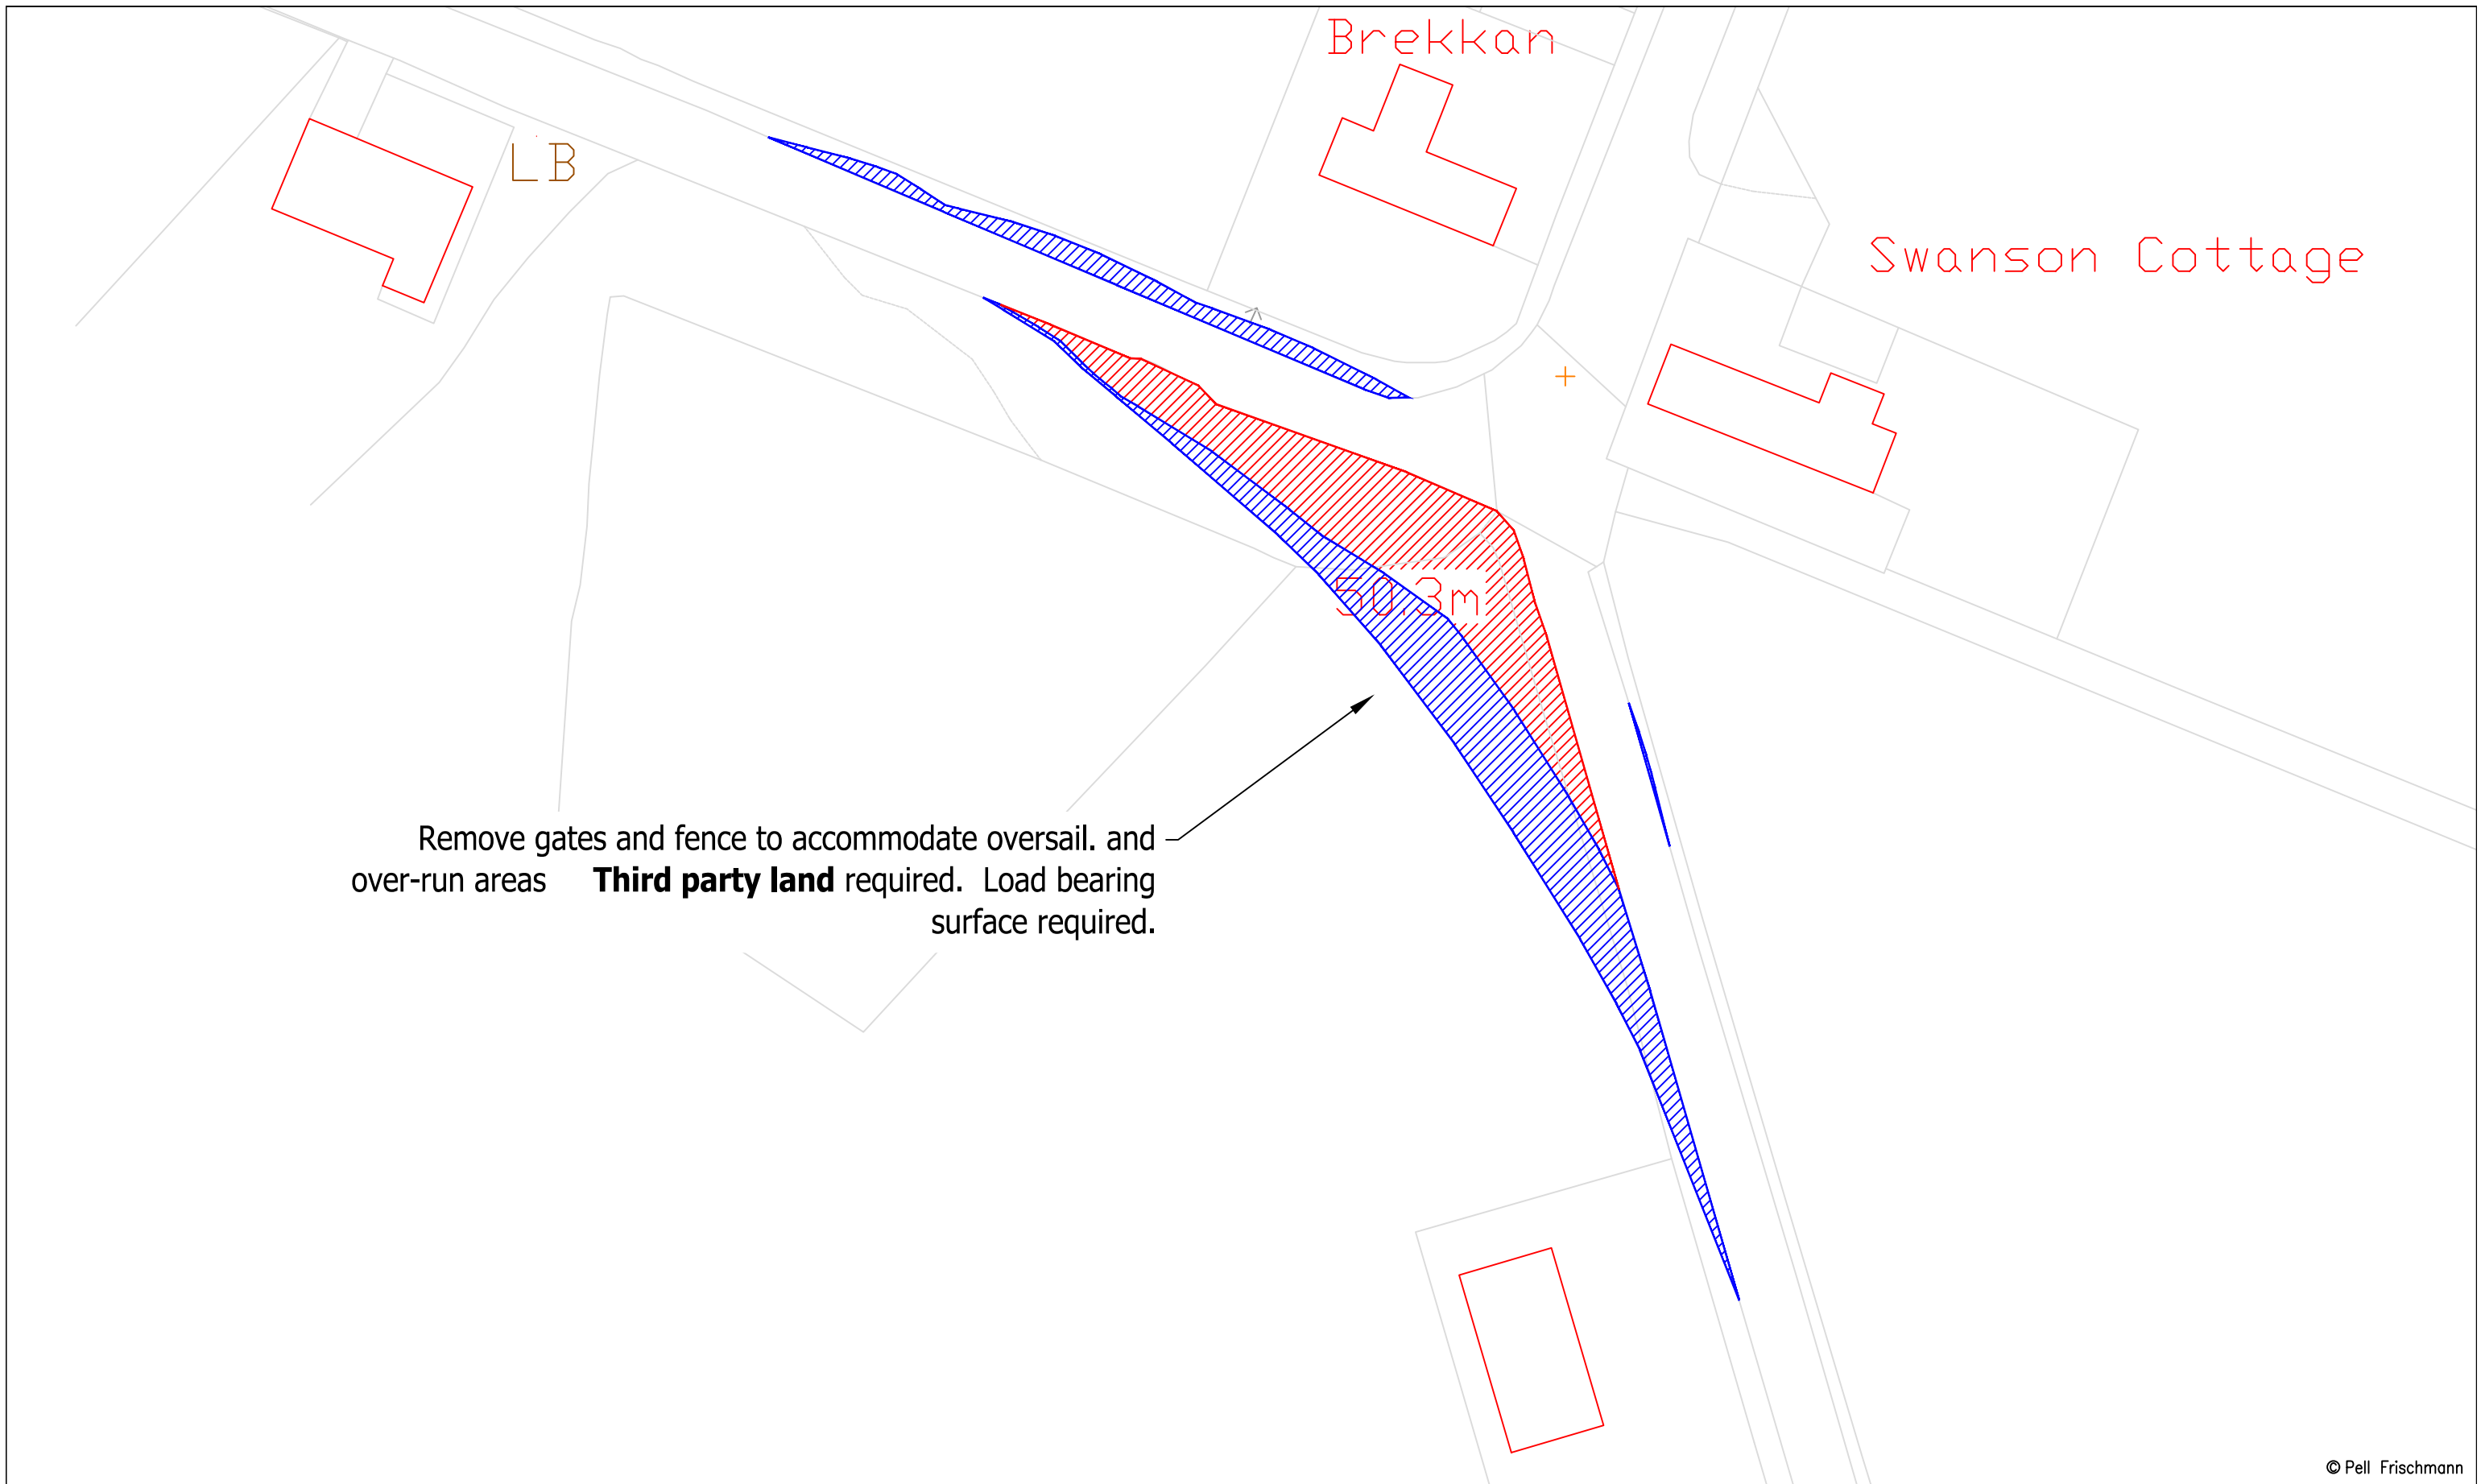 Brekkan
LB
Swanson Cottage
50.3m
Remove gates and fence to accommodate oversail. and
over-run areas Third party land required. Load bearing
surface required.
© Pell Frischmann